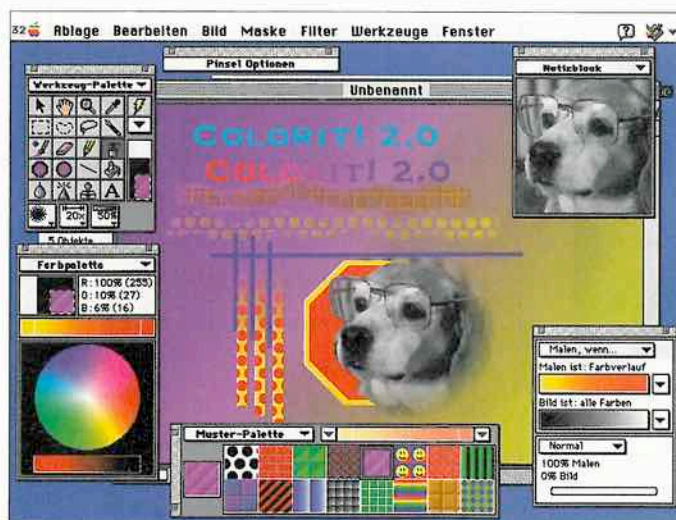 32 Ablage Bearbeiten Bild Maske Filter Werkzeuge Fenster
Pinsel Optionen
Werkzeug-Palette
Unbenannt
Notizblock
A
COLORIT! 2.0
COLORIT! 2.0
20x 50%
5 Objekte
Farbpalette
R:100% (255)
G:10% (27)
B:6% (16)
Malen, wenn...
Malen ist: Farbverlauf
Bild ist: alle Farben
Normal
100% Malen
0% Bild
Muster-Palette